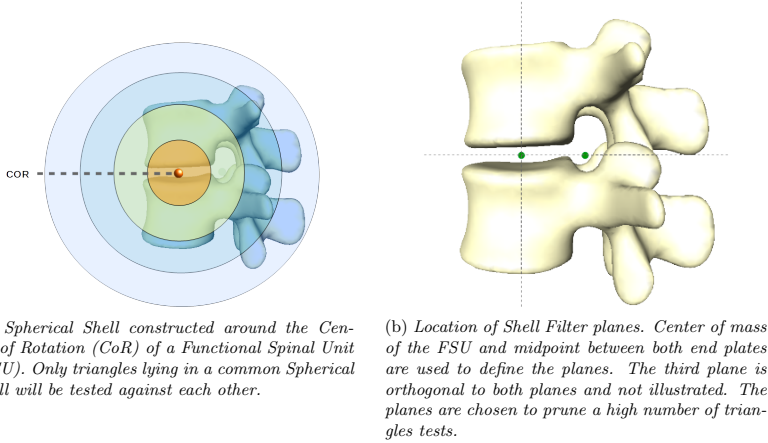 COR
Spherical Shell constructed around the Cen-
of Rotation (CoR) of a Functional Spinal Unit
U). Only triangles lying in a common Spherical
ll will be tested against each other.
(b) Location of Shell Filter planes. Center of mass
of the FSU and midpoint between both end plates
are used to define the planes. The third plane is
orthogonal to both planes and not illustrated. The
planes are chosen to prune a high number of trian-
gles tests.